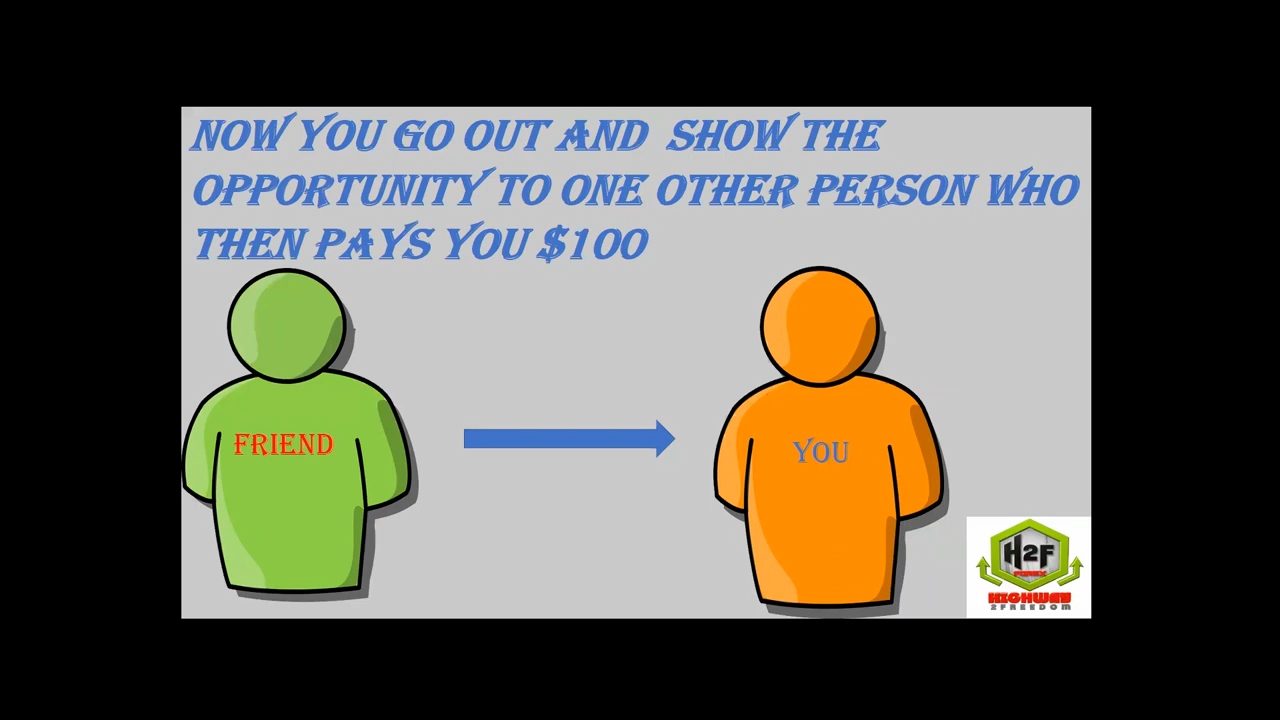 NOW YOU GO OUT AND SHOW THE
OPPORTUNITY TO ONE OTHER PERSON WHO
THEN PAYS YOU $100
FRIEND
YOU
H2F
FOREX
HIGHWAY
2FREEDOM